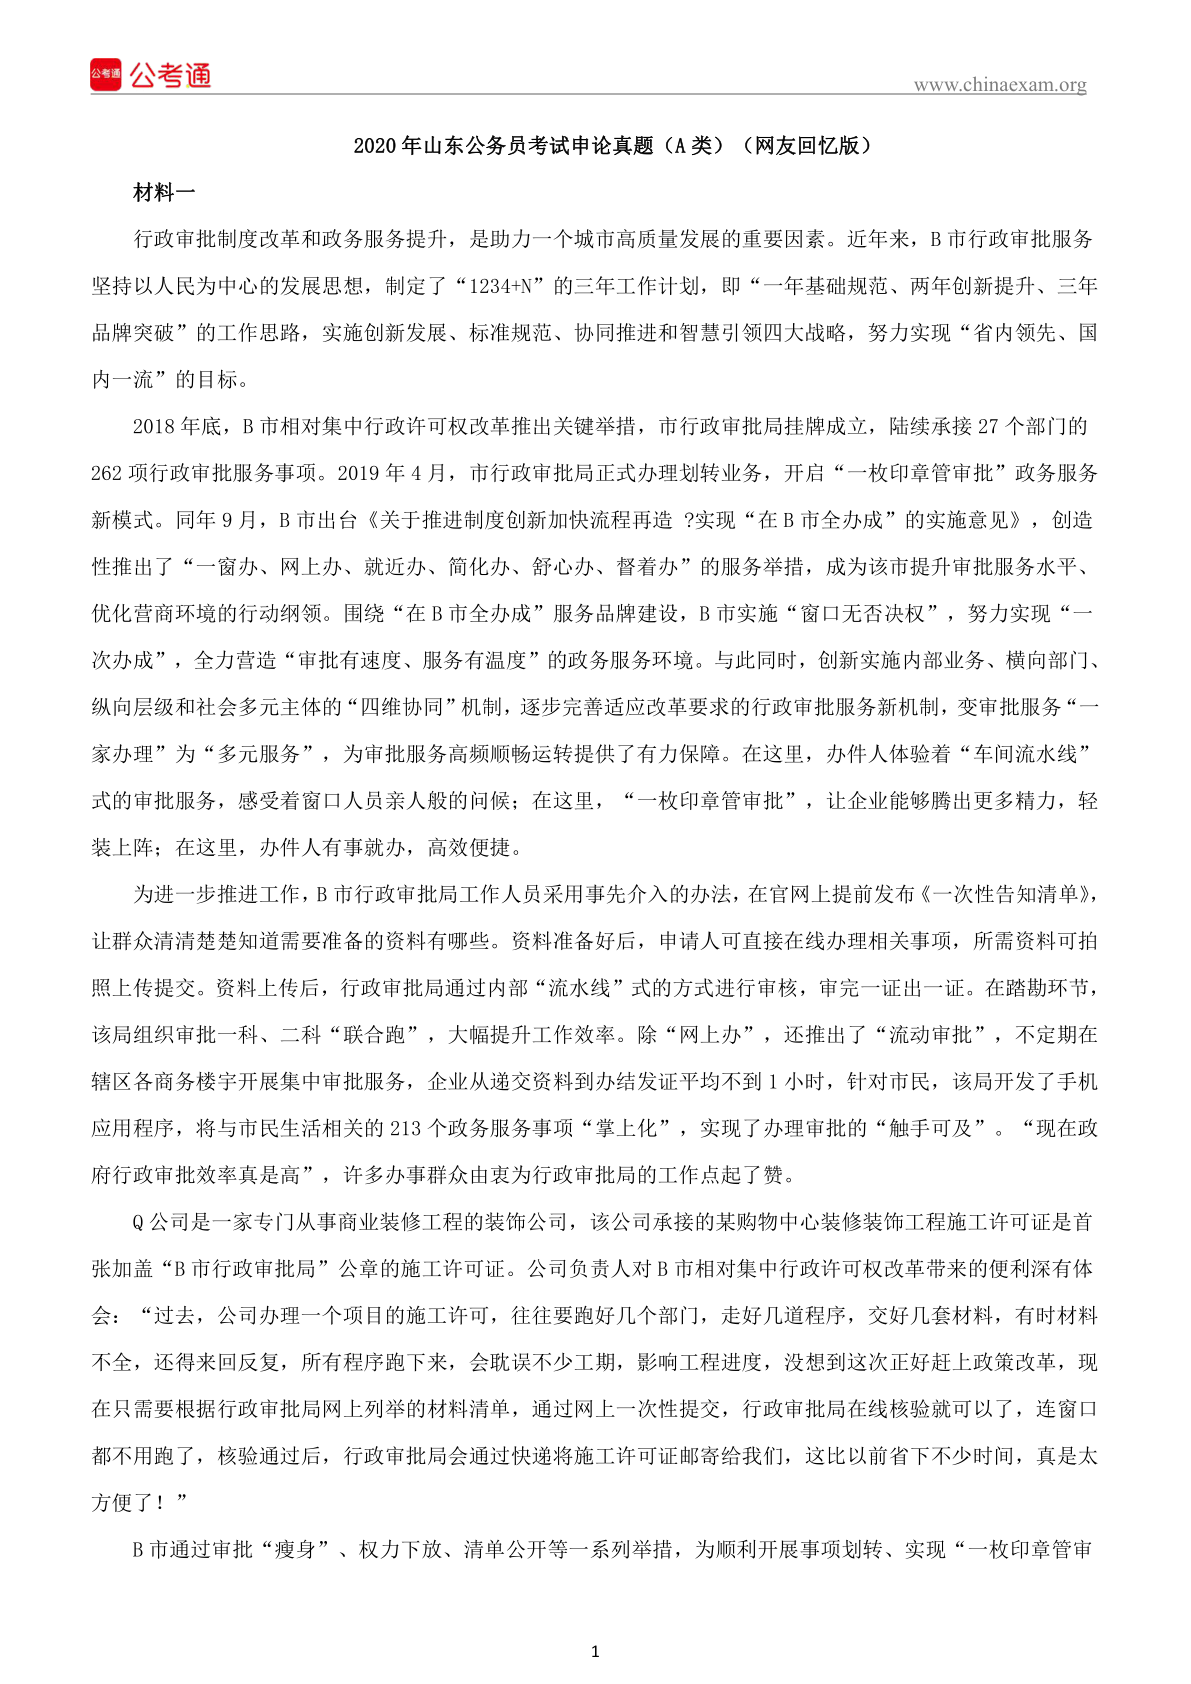 公考通 公考通
www.chinaexam.org
2020 年山东公务员考试申论真题（A 类）（网友回忆版）
材料一
行政审批制度改革和政务服务提升，是助力一个城市高质量发展的重要因素。近年来，B 市行政审批服务
坚持以人民为中心的发展思想，制定了“1234+N”的三年工作计划，即“一年基础规范、两年创新提升、三年
品牌突破”的工作思路，实施创新发展、标准规范、协同推进和智慧引领四大战略，努力实现“省内领先、国
内一流”的目标。
2018 年底，B 市相对集中行政许可权改革推出关键举措，市行政审批局挂牌成立，陆续承接 27 个部门的
262 项行政审批服务事项。2019 年 4 月，市行政审批局正式办理划转业务，开启“一枚印章管审批”政务服务
新模式。同年 9 月，B 市出台《关于推进制度创新加快流程再造 ?实现“在 B 市全办成”的实施意见》，创造
性推出了“一窗办、网上办、就近办、简化办、舒心办、督着办”的服务举措，成为该市提升审批服务水平、
优化营商环境的行动纲领。围绕“在 B 市全办成”服务品牌建设，B 市实施“窗口无否决权”，努力实现“一
次办成”，全力营造“审批有速度、服务有温度”的政务服务环境。与此同时，创新实施内部业务、横向部门、
纵向层级和社会多元主体的“四维协同”机制，逐步完善适应改革要求的行政审批服务新机制，变审批服务“一
家办理”为“多元服务”，为审批服务高频顺畅运转提供了有力保障。在这里，办件人体验着“车间流水线”
式的审批服务，感受着窗口人员亲人般的问候；在这里，“一枚印章管审批”，让企业能够腾出更多精力，轻
装上阵；在这里，办件人有事就办，高效便捷。
为进一步推进工作，B 市行政审批局工作人员采用事先介入的办法，在官网上提前发布《一次性告知清单》，
让群众清清楚楚知道需要准备的资料有哪些。资料准备好后，申请人可直接在线办理相关事项，所需资料可拍
照上传提交。资料上传后，行政审批局通过内部“流水线”式的方式进行审核，审完一证出一证。在踏勘环节，
该局组织审批一科、二科“联合跑”，大幅提升工作效率。除“网上办”，还推出了“流动审批”，不定期在
辖区各商务楼宇开展集中审批服务，企业从递交资料到办结发证平均不到 1 小时，针对市民，该局开发了手机
应用程序，将与市民生活相关的 213 个政务服务事项“掌上化”，实现了办理审批的“触手可及”。“现在政
府行政审批效率真是高”，许多办事群众由衷为行政审批局的工作点起了赞。
Q 公司是一家专门从事商业装修工程的装饰公司，该公司承接的某购物中心装修装饰工程施工许可证是首
张加盖“B 市行政审批局”公章的施工许可证。公司负责人对 B 市相对集中行政许可权改革带来的便利深有体
会：“过去，公司办理一个项目的施工许可，往往要跑好几个部门，走好几道程序，交好几套材料，有时材料
不全，还得来回反复，所有程序跑下来，会耽误不少工期，影响工程进度，没想到这次正好赶上政策改革，现
在只需要根据行政审批局网上列举的材料清单，通过网上一次性提交，行政审批局在线核验就可以了，连窗口
都不用跑了，核验通过后，行政审批局会通过快递将施工许可证邮寄给我们，这比以前省下不少时间，真是太
方便了！”
B 市通过审批“瘦身”、权力下放、清单公开等一系列举措，为顺利开展事项划转、实现“一枚印章管审
1